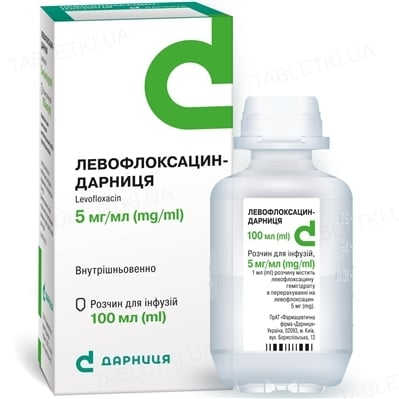 ЛЕВОФЛОКСАЦИН-
ДАРНИЦЯ
Levofloxacin
5 мг/мл (mg/ml)
Внутрішньовенно
Розчин для інфузій
100 мл (ml)
ДАРНИЦЯ
ЛЕВОФЛОКСАЦИН-
ДАРНИЦЯ
100 мл (ml)
Розчин для інфузій,
5 мг/мл (mg/ml)
1 мл (ml) розчину містить
левофлоксацину
гемігідрату
в перерахуванні на
левофлоксацин
5 мг (mg).
ПрАТ «Фармацевтична
фірма «Дарниця»
Україна, 02093, м. Київ,
вул. Бориспільська, 13
TABLETKI.UA